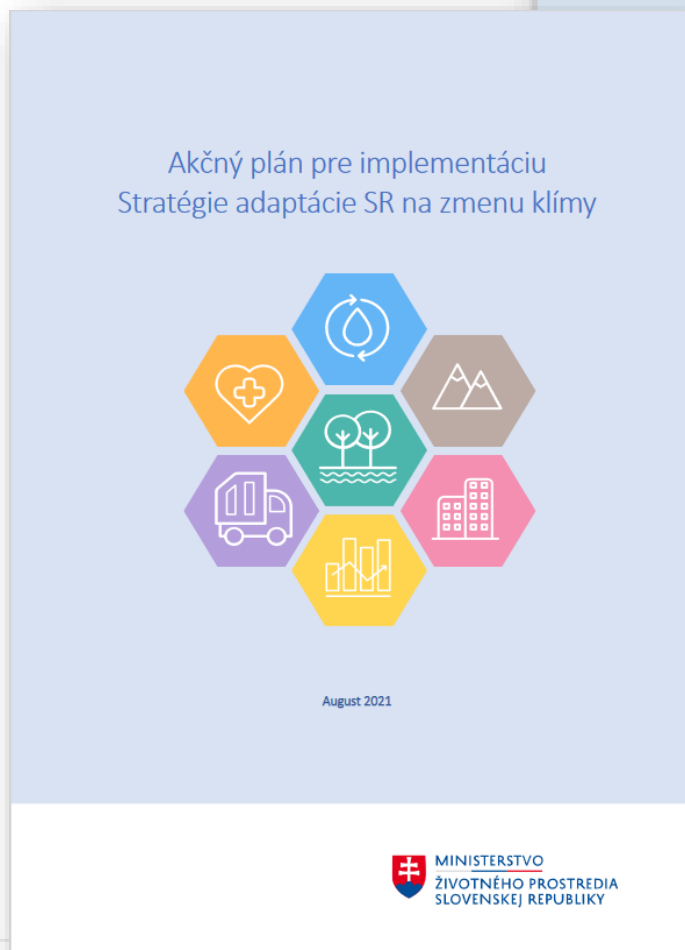 Akčný plán pre implementáciu
Stratégie adaptácie SR na zmenu klímy
August 2021
MINISTERSTVO
ŽIVOTNÉHO PROSTREDIA
SLOVENSKEJ REPUBLIKY